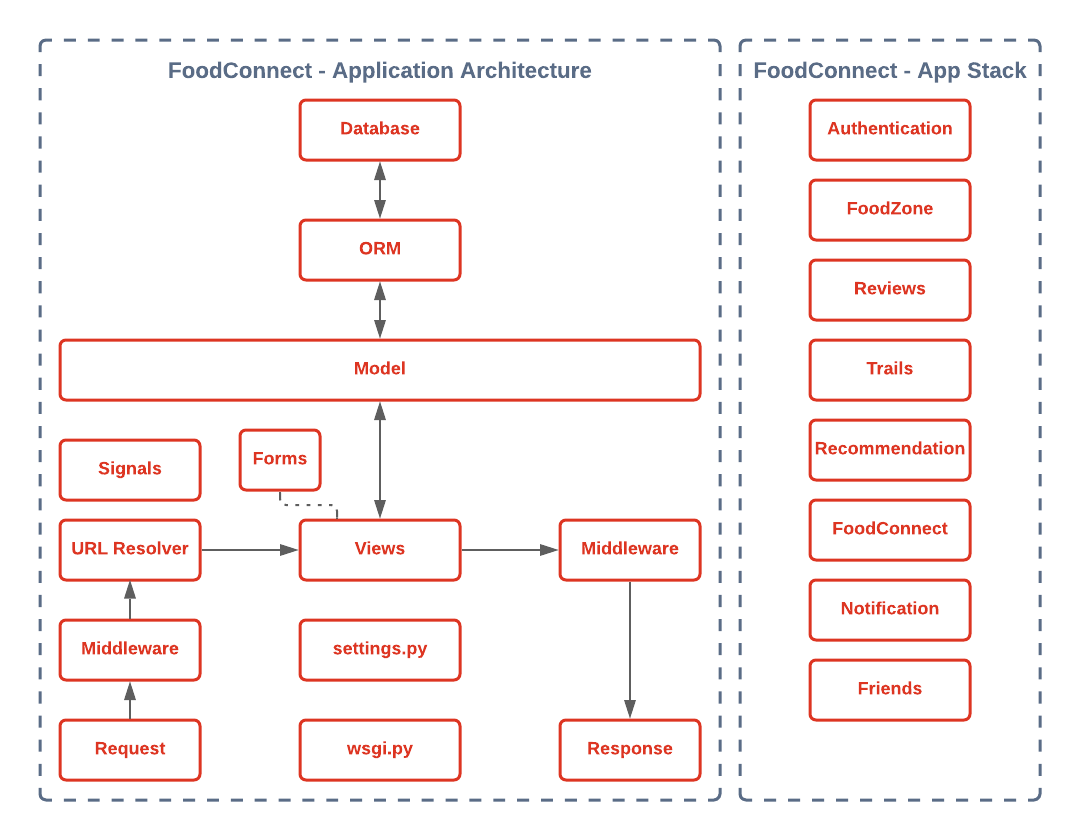 FoodConnect - Application Architecture
Database
ORM
Model
Signals
Forms
URL Resolver
Views
Middleware
Middleware
settings.py
Request
wsgi.py
Response
FoodConnect - App Stack
Authentication
FoodZone
Reviews
Trails
Recommendation
FoodConnect
Notification
Friends